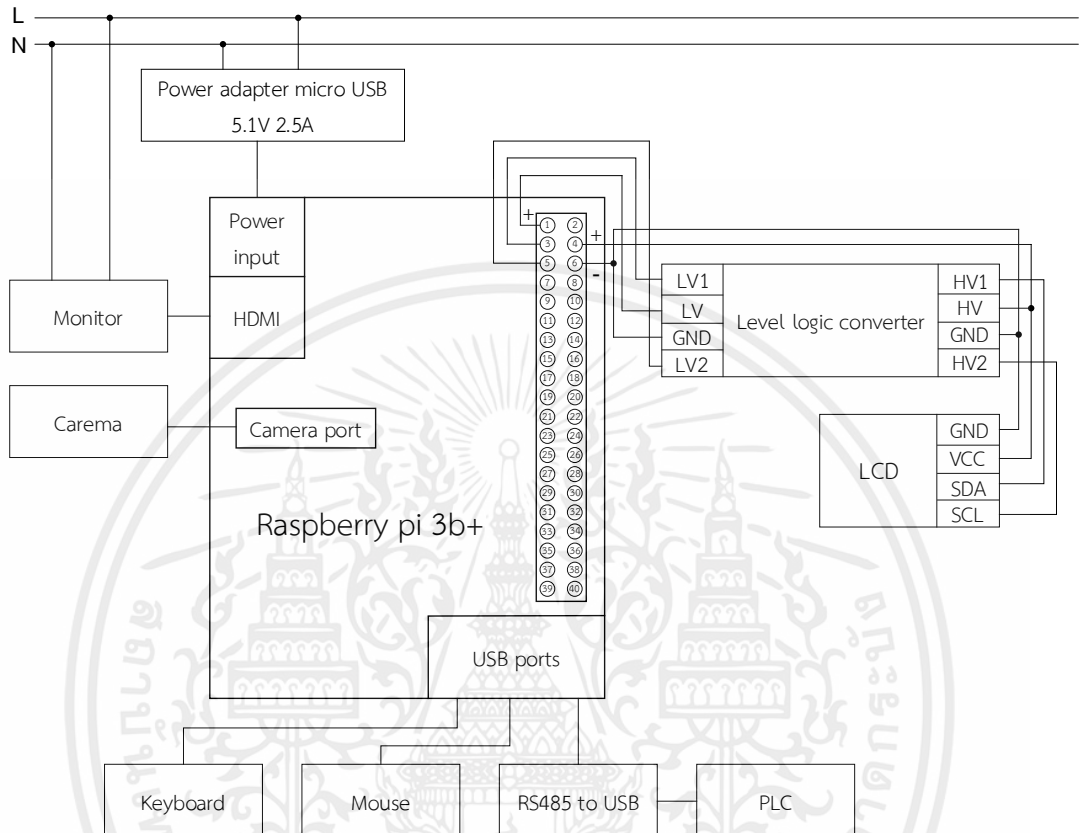 L
N
Power adapter micro USB
5.1V 2.5A
Power
input
HDMI
Monitor
Carema
Camera port
Raspberry pi 3b+
USB ports
Keyboard
Mouse
RS485 to USB
PLC
+
+
-
1 2
3 4
5 6
7 8
9 10
11 12
13 14
15 16
17 18
19 20
21 22
23 24
25 26
27 28
29 30
31 32
33 34
35 36
37 38
39 40
LV1
LV
GND
LV2
Level logic converter
HV1
HV
GND
HV2
LCD
GND
VCC
SDA
SCL